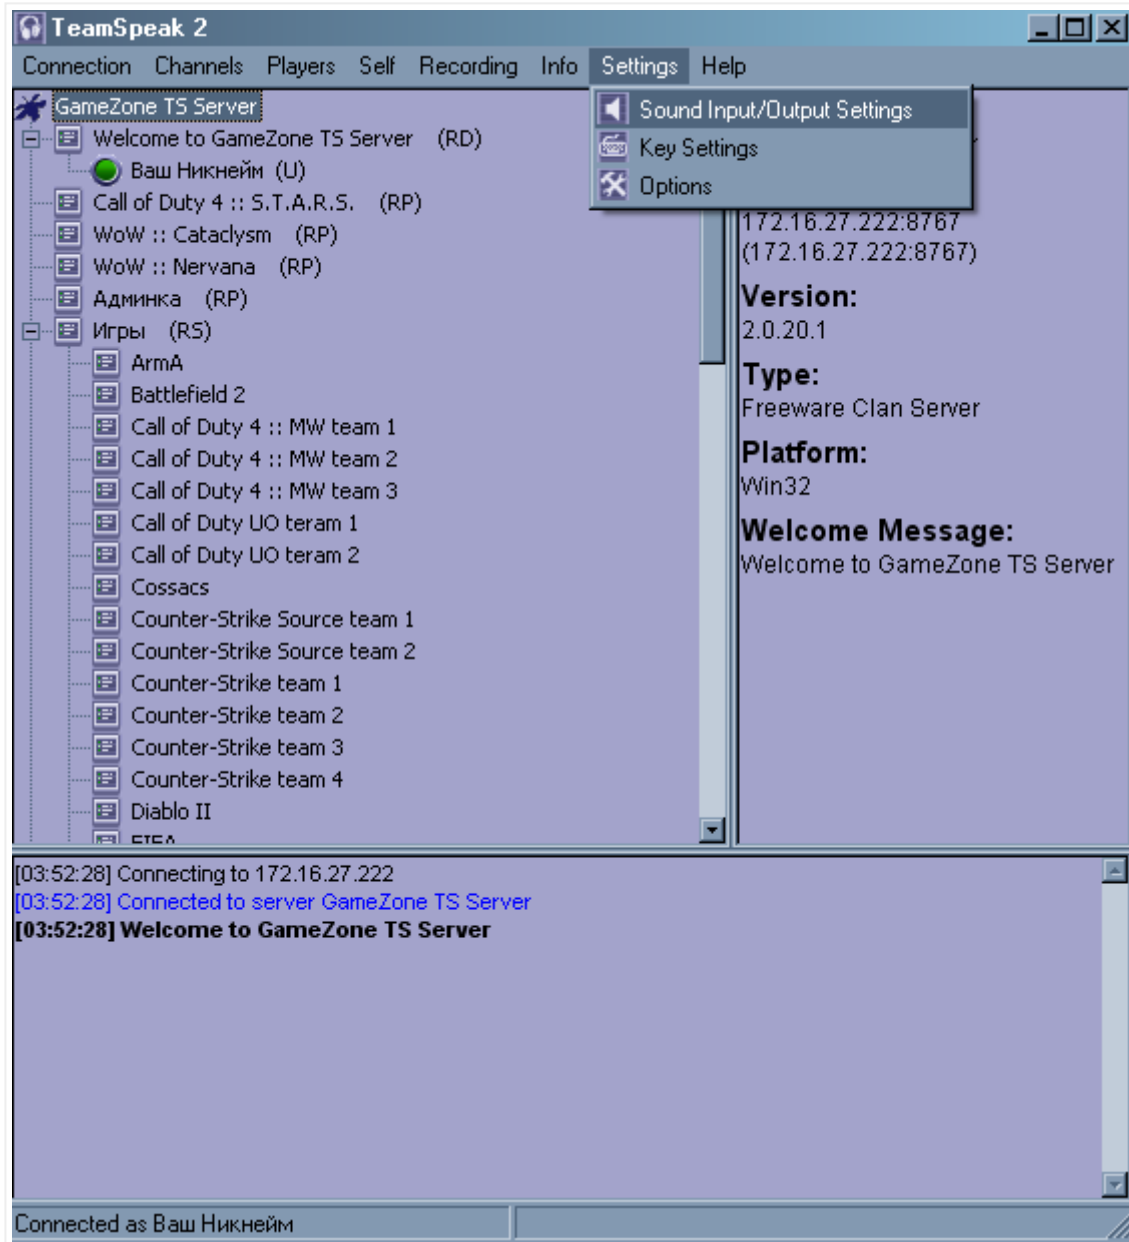 TeamSpeak 2
Connection Channels Players Self Recording Info Settings Help
Sound Input/Output Settings
Key Settings
Options
GameZone TS Server
Welcome to GameZone TS Server (RD)
Ваш Никнейм (U)
Call of Duty 4 :: S.T.A.R.S. (RP)
WoW :: Cataclysm (RP)
WoW :: Nervana (RP)
Админка (RP)
Игры (RS)
ArmA
Battlefield 2
Call of Duty 4 :: MW team 1
Call of Duty 4 :: MW team 2
Call of Duty 4 :: MW team 3
Call of Duty UO teram 1
Call of Duty UO team 2
Cossacs
Counter-Strike Source team 1
Counter-Strike Source team 2
Counter-Strike team 1
Counter-Strike team 2
Counter-Strike team 3
Counter-Strike team 4
Diablo II
FIFA
172.16.27.222:8767
(172.16.27.222:8767)
Version:
2.0.20.1
Type:
Freeware Clan Server
Platform:
Win32
Welcome Message:
Welcome to GameZone TS Server
[03:52:28] Connecting to 172.16.27.222
[03:52:28] Connected to server GameZone TS Server
[03:52:28] Welcome to GameZone TS Server
Connected as Ваш Никнейм